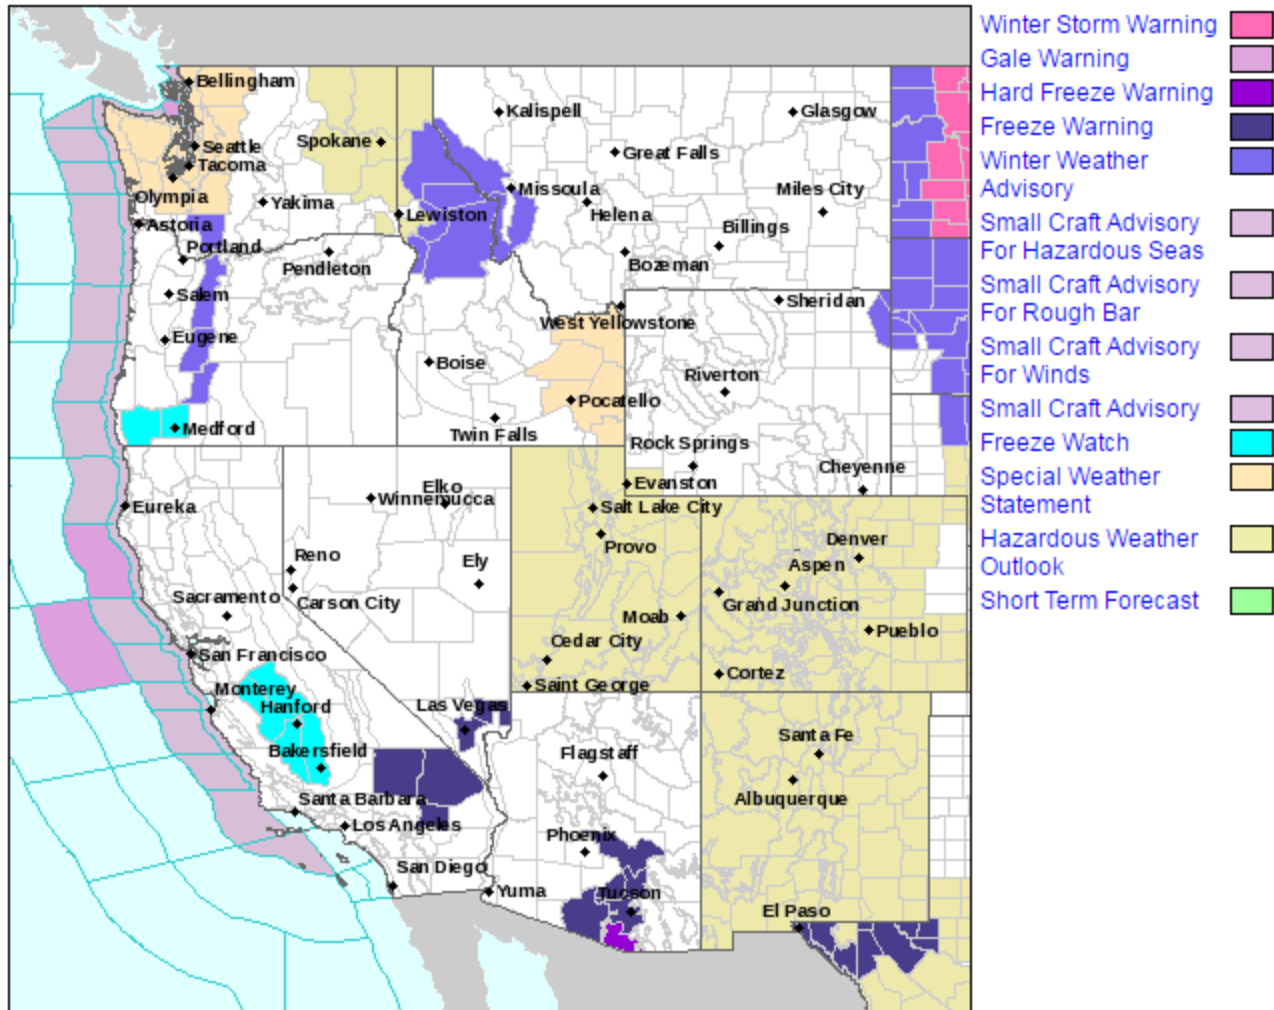 Bellingham
Kalispell
Glasgow
Seattle
Spokane
Great Falls
Tacoma
Olympia
Yakima
Missoula
Miles City
Helena
Lewiston
Astoria
Billings
Portland
Pendleton
Bozeman
Salem
Sheridan
West Yellowstone
Eugene
Boise
Riverton
Pocatello
Medford
Twin Falls
Rock Springs
Cheyenne
Evanston
Elko
Winnemucca
Eureka
Salt Lake City
Provo
Denver
Reno
Ely
Aspen
Sacramento
Carson City
Grand Junction
Moab
Pueblo
San Francisco
Cedar City
Cortez
Saint George
Monterey
Hanford
Las Vegas
Bakersfield
Flagstaff
Santa Fe
Albuquerque
Santa Barbara
Los Angeles
Phoenix
San Diego
Yuma
Tucson
El Paso
Winter Storm Warning
Gale Warning
Hard Freeze Warning
Freeze Warning
Winter Weather
Advisory
Small Craft Advisory
For Hazardous Seas
Small Craft Advisory
For Rough Bar
Small Craft Advisory
For Winds
Small Craft Advisory
Freeze Watch
Special Weather
Statement
Hazardous Weather
Outlook
Short Term Forecast